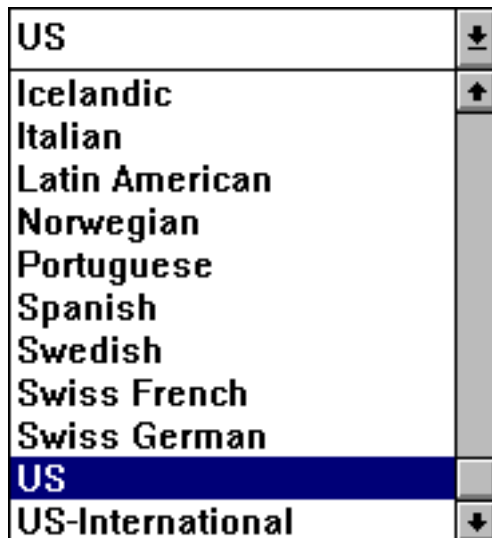 US
Icelandic
Italian
Latin American
Norwegian
Portuguese
Spanish
Swedish
Swiss French
Swiss German
US
US-International